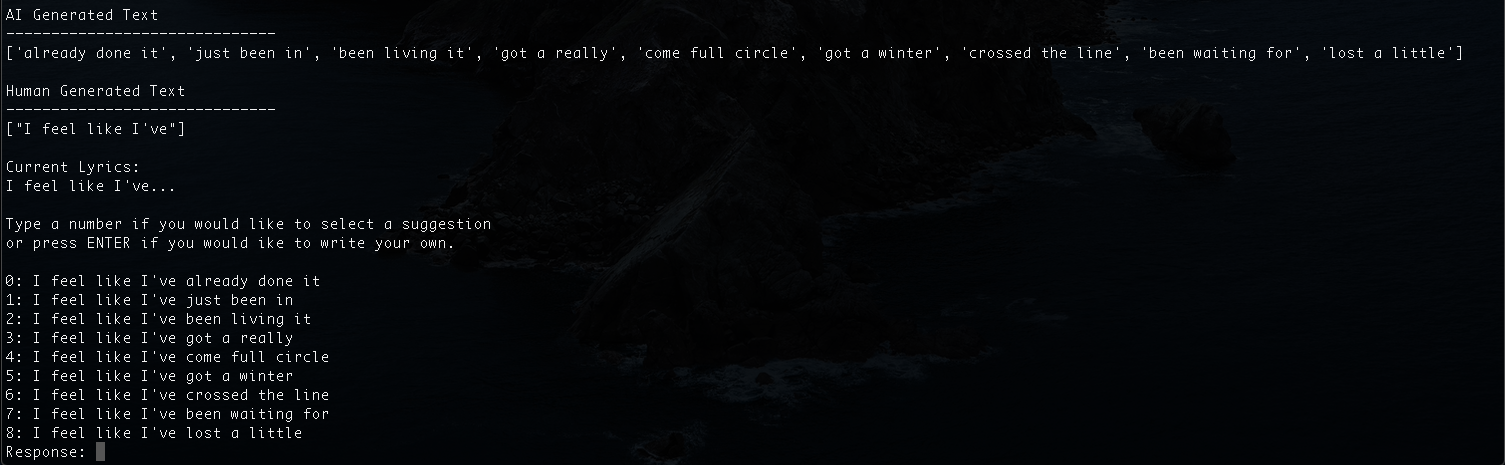 AI Generated Text
------------------------------
['already done it', 'just been in', 'been living it', 'got a really', 'come full circle', 'got a winter', 'crossed the line', 'been waiting for', 'lost a little']
Human Generated Text
------------------------------
["I feel like I've"]
Current Lyrics:
I feel like I've...
Type a number if you would like to select a suggestion
or press ENTER if you would ike to write your own.
0: I feel like I've already done it
1: I feel like I've just been in
2: I feel like I've been living it
3: I feel like I've got a really
4: I feel like I've come full circle
5: I feel like I've got a winter
6: I feel like I've crossed the line
7: I feel like I've been waiting for
8: I feel like I've lost a little
Response: